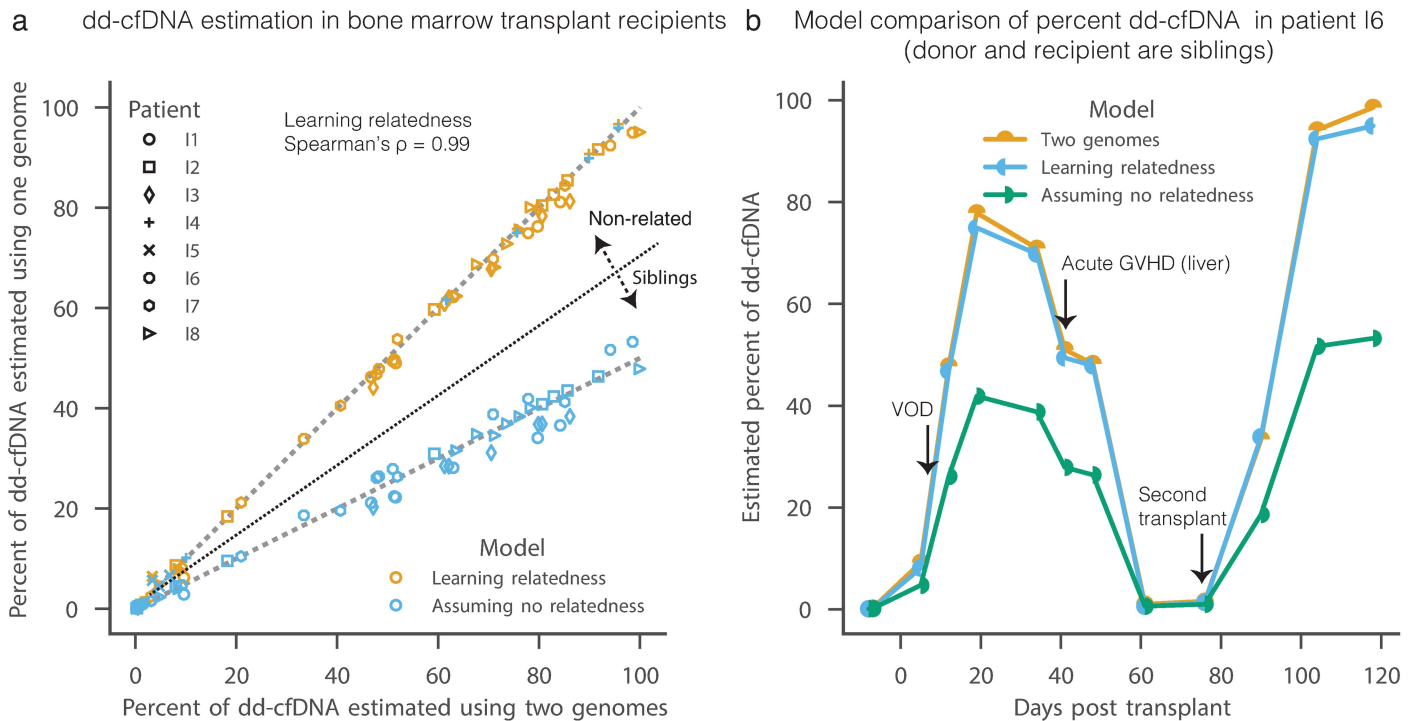 a
dd-cfDNA estimation in bone marrow transplant recipients
Percent of dd-cfDNA estimated using one genome
100
80
60
40
20
0
Patient
I1
I2
I3
I4
I5
I6
I7
I8
Learning relatedness
Spearman's ρ = 0.99
Non-related
Siblings
Model
Learning relatedness
Assuming no relatedness
0 20 40 60 80 100
Percent of dd-cfDNA estimated using two genomes
b
Model comparison of percent dd-cfDNA in patient I6
(donor and recipient are siblings)
Estimated percent of dd-cfDNA
100
80
60
40
20
0
Model
Two genomes
Learning relatedness
Assuming no relatedness
Acute GVHD (liver)
VOD
Second
transplant
0 20 40 60 80 100 120
Days post transplant